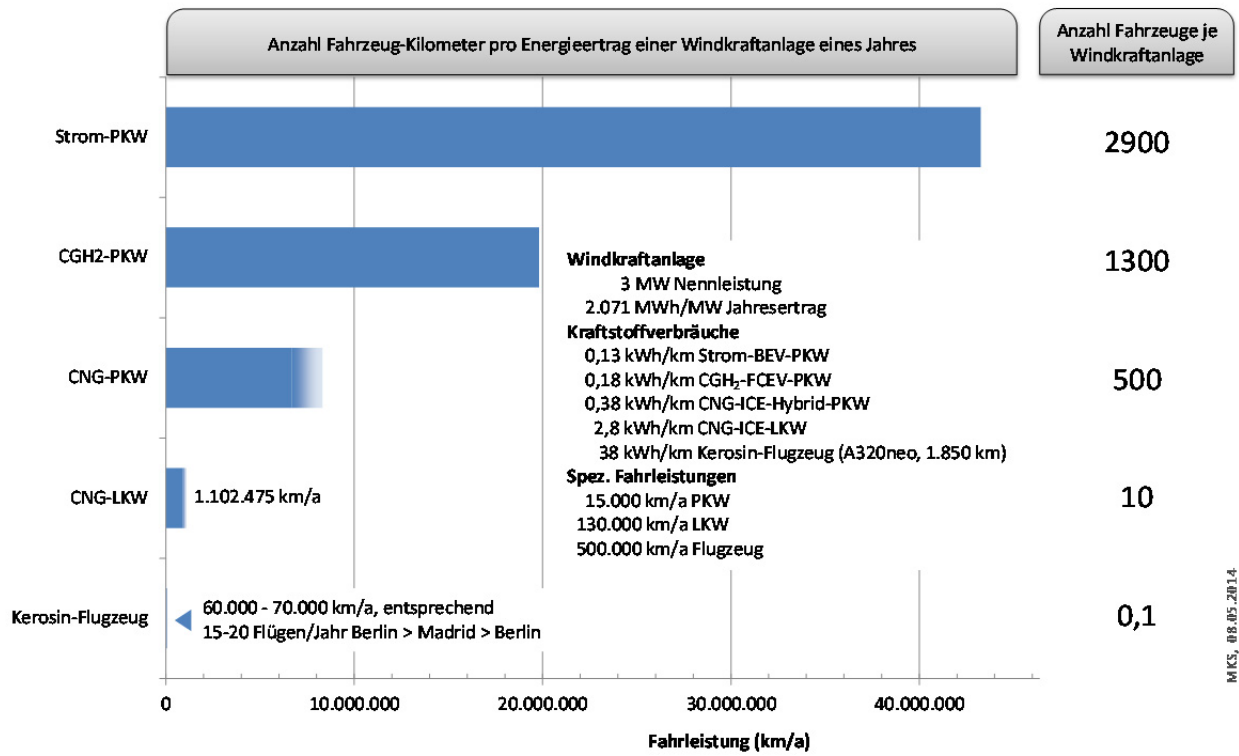 Anzahl Fahrzeug-Kilometer pro Energieertrag einer Windkraftanlage eines Jahres
Anzahl Fahrzeuge je
Windkraftanlage
Strom-PKW
2900
CGH2-PKW
1300
CNG-PKW
500
CNG-LKW
1.102.475 km/a
10
Kerosin-Flugzeug
60.000 - 70.000 km/a, entsprechend
15-20 Flügen/Jahr Berlin > Madrid > Berlin
0,1
Windkraftanlage
3 MW Nennleistung
2.071 MWh/MW Jahresertrag
Kraftstoffverbräuche
0,13 kWh/km Strom-BEV-PKW
0,18 kWh/km CGH₂-FCEV-PKW
0,38 kWh/km CNG-ICE-Hybrid-PKW
2,8 kWh/km CNG-ICE-LKW
38 kWh/km Kerosin-Flugzeug (A320neo, 1.850 km)
Spez. Fahrleistungen
15.000 km/a PKW
130.000 km/a LKW
500.000 km/a Flugzeug
0
10.000.000
20.000.000
30.000.000
40.000.000
Fahrleistung (km/a)
MKS, 08.05.2014